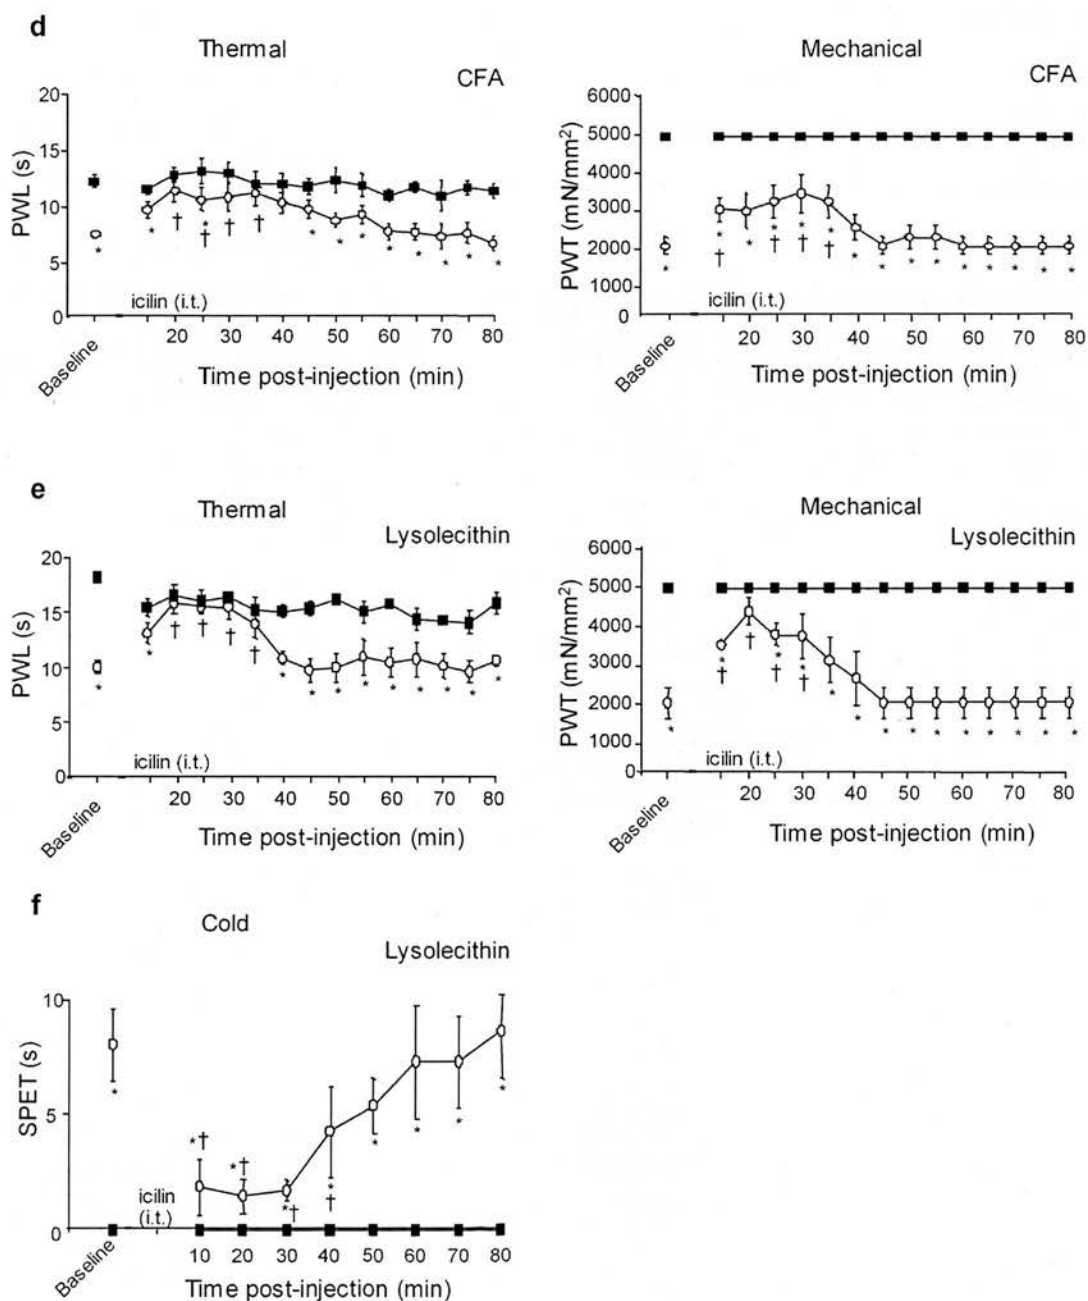 d
Thermal
CFA
20
15
10
5
0
PWL (s)
* * † * † † † * * * * * * * *
icilin (i.t.)
Baseline
20 30 40 50 60 70 80
Time post-injection (min)
Mechanical
CFA
6000
5000
4000
3000
2000
1000
0
PWT (mN/mm²)
* * † * * † * † * † * * * * * * * * *
icilin (i.t.)
Baseline
20 30 40 50 60 70 80
Time post-injection (min)
e
Thermal
Lysolecithin
20
15
10
5
0
PWL (s)
* * † † † † * * * * * * * * *
icilin (i.t.)
Baseline
20 30 40 50 60 70 80
Time post-injection (min)
Mechanical
Lysolecithin
6000
5000
4000
3000
2000
1000
0
PWT (mN/mm²)
* * † † * † * † * * * * * * * * * *
icilin (i.t.)
Baseline
20 30 40 50 60 70 80
Time post-injection (min)
f
Cold
Lysolecithin
10
5
0
SPET (s)
* *† *† *† *† * * * *
icilin
(i.t.)
Baseline
10 20 30 40 50 60 70 80
Time post-injection (min)